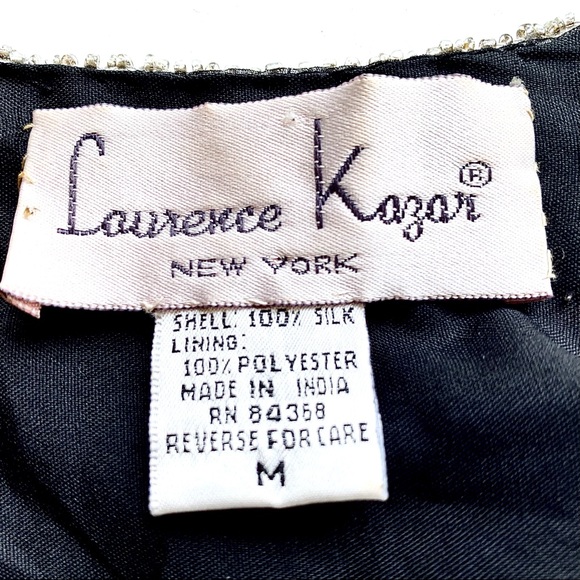 Laurence Kazar®
NEW YORK
SHELL: 100% SILK
LINING:
100% POLYESTER
MADE IN INDIA
RN 84368
REVERSE FOR CARE
M